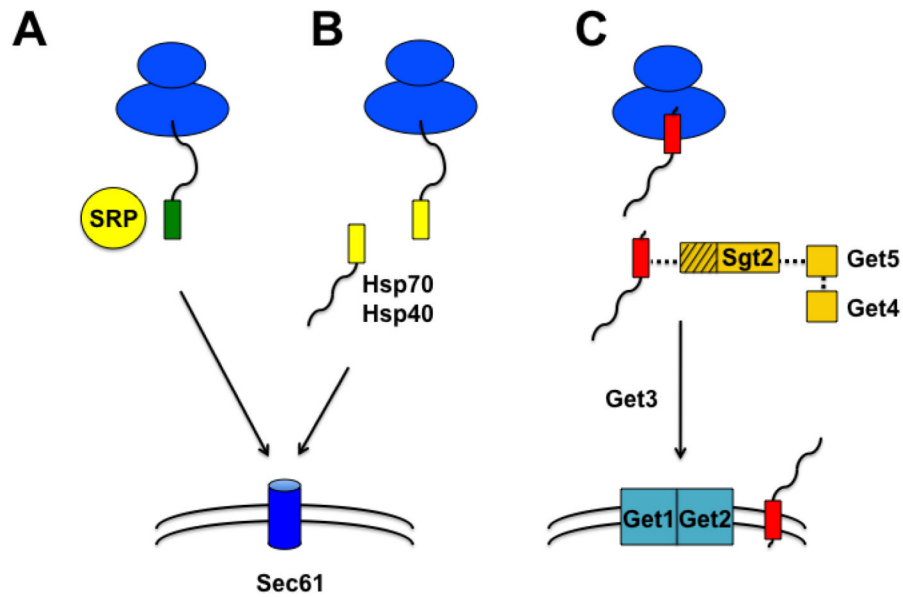 A
B
C
SRP
Hsp70
Hsp40
Sgt2
Get5
Get4
Get3
Get1
Get2
Sec61